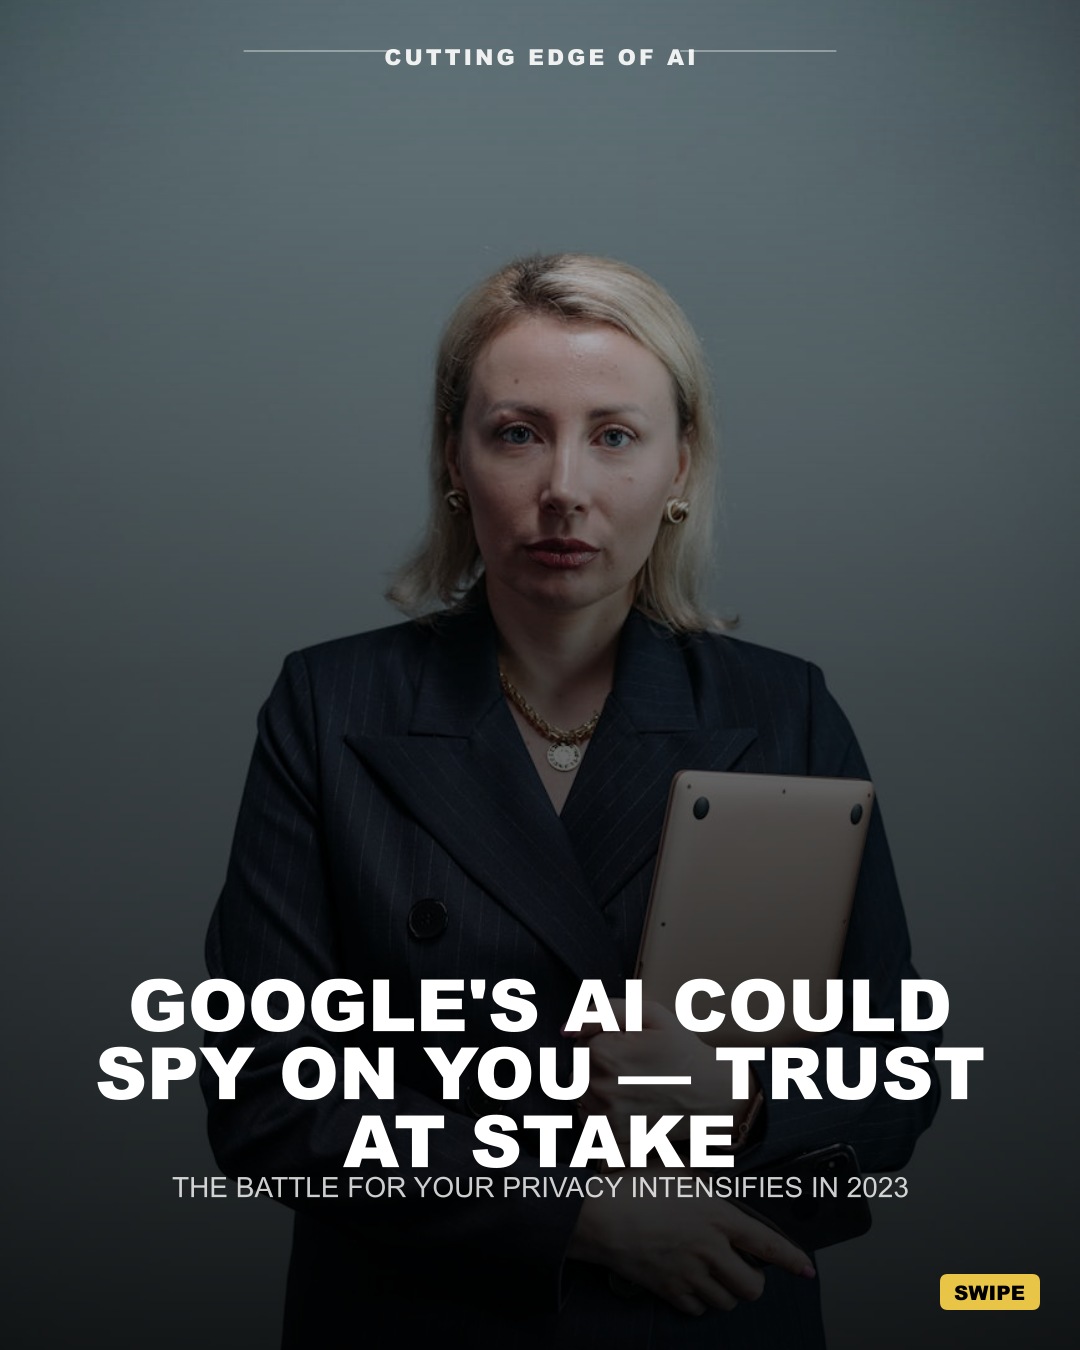 CUTTING EDGE OF AI
GOOGLE'S AI COULD
SPY ON YOU — TRUST
AT STAKE
THE BATTLE FOR YOUR PRIVACY INTENSIFIES IN 2023
SWIPE